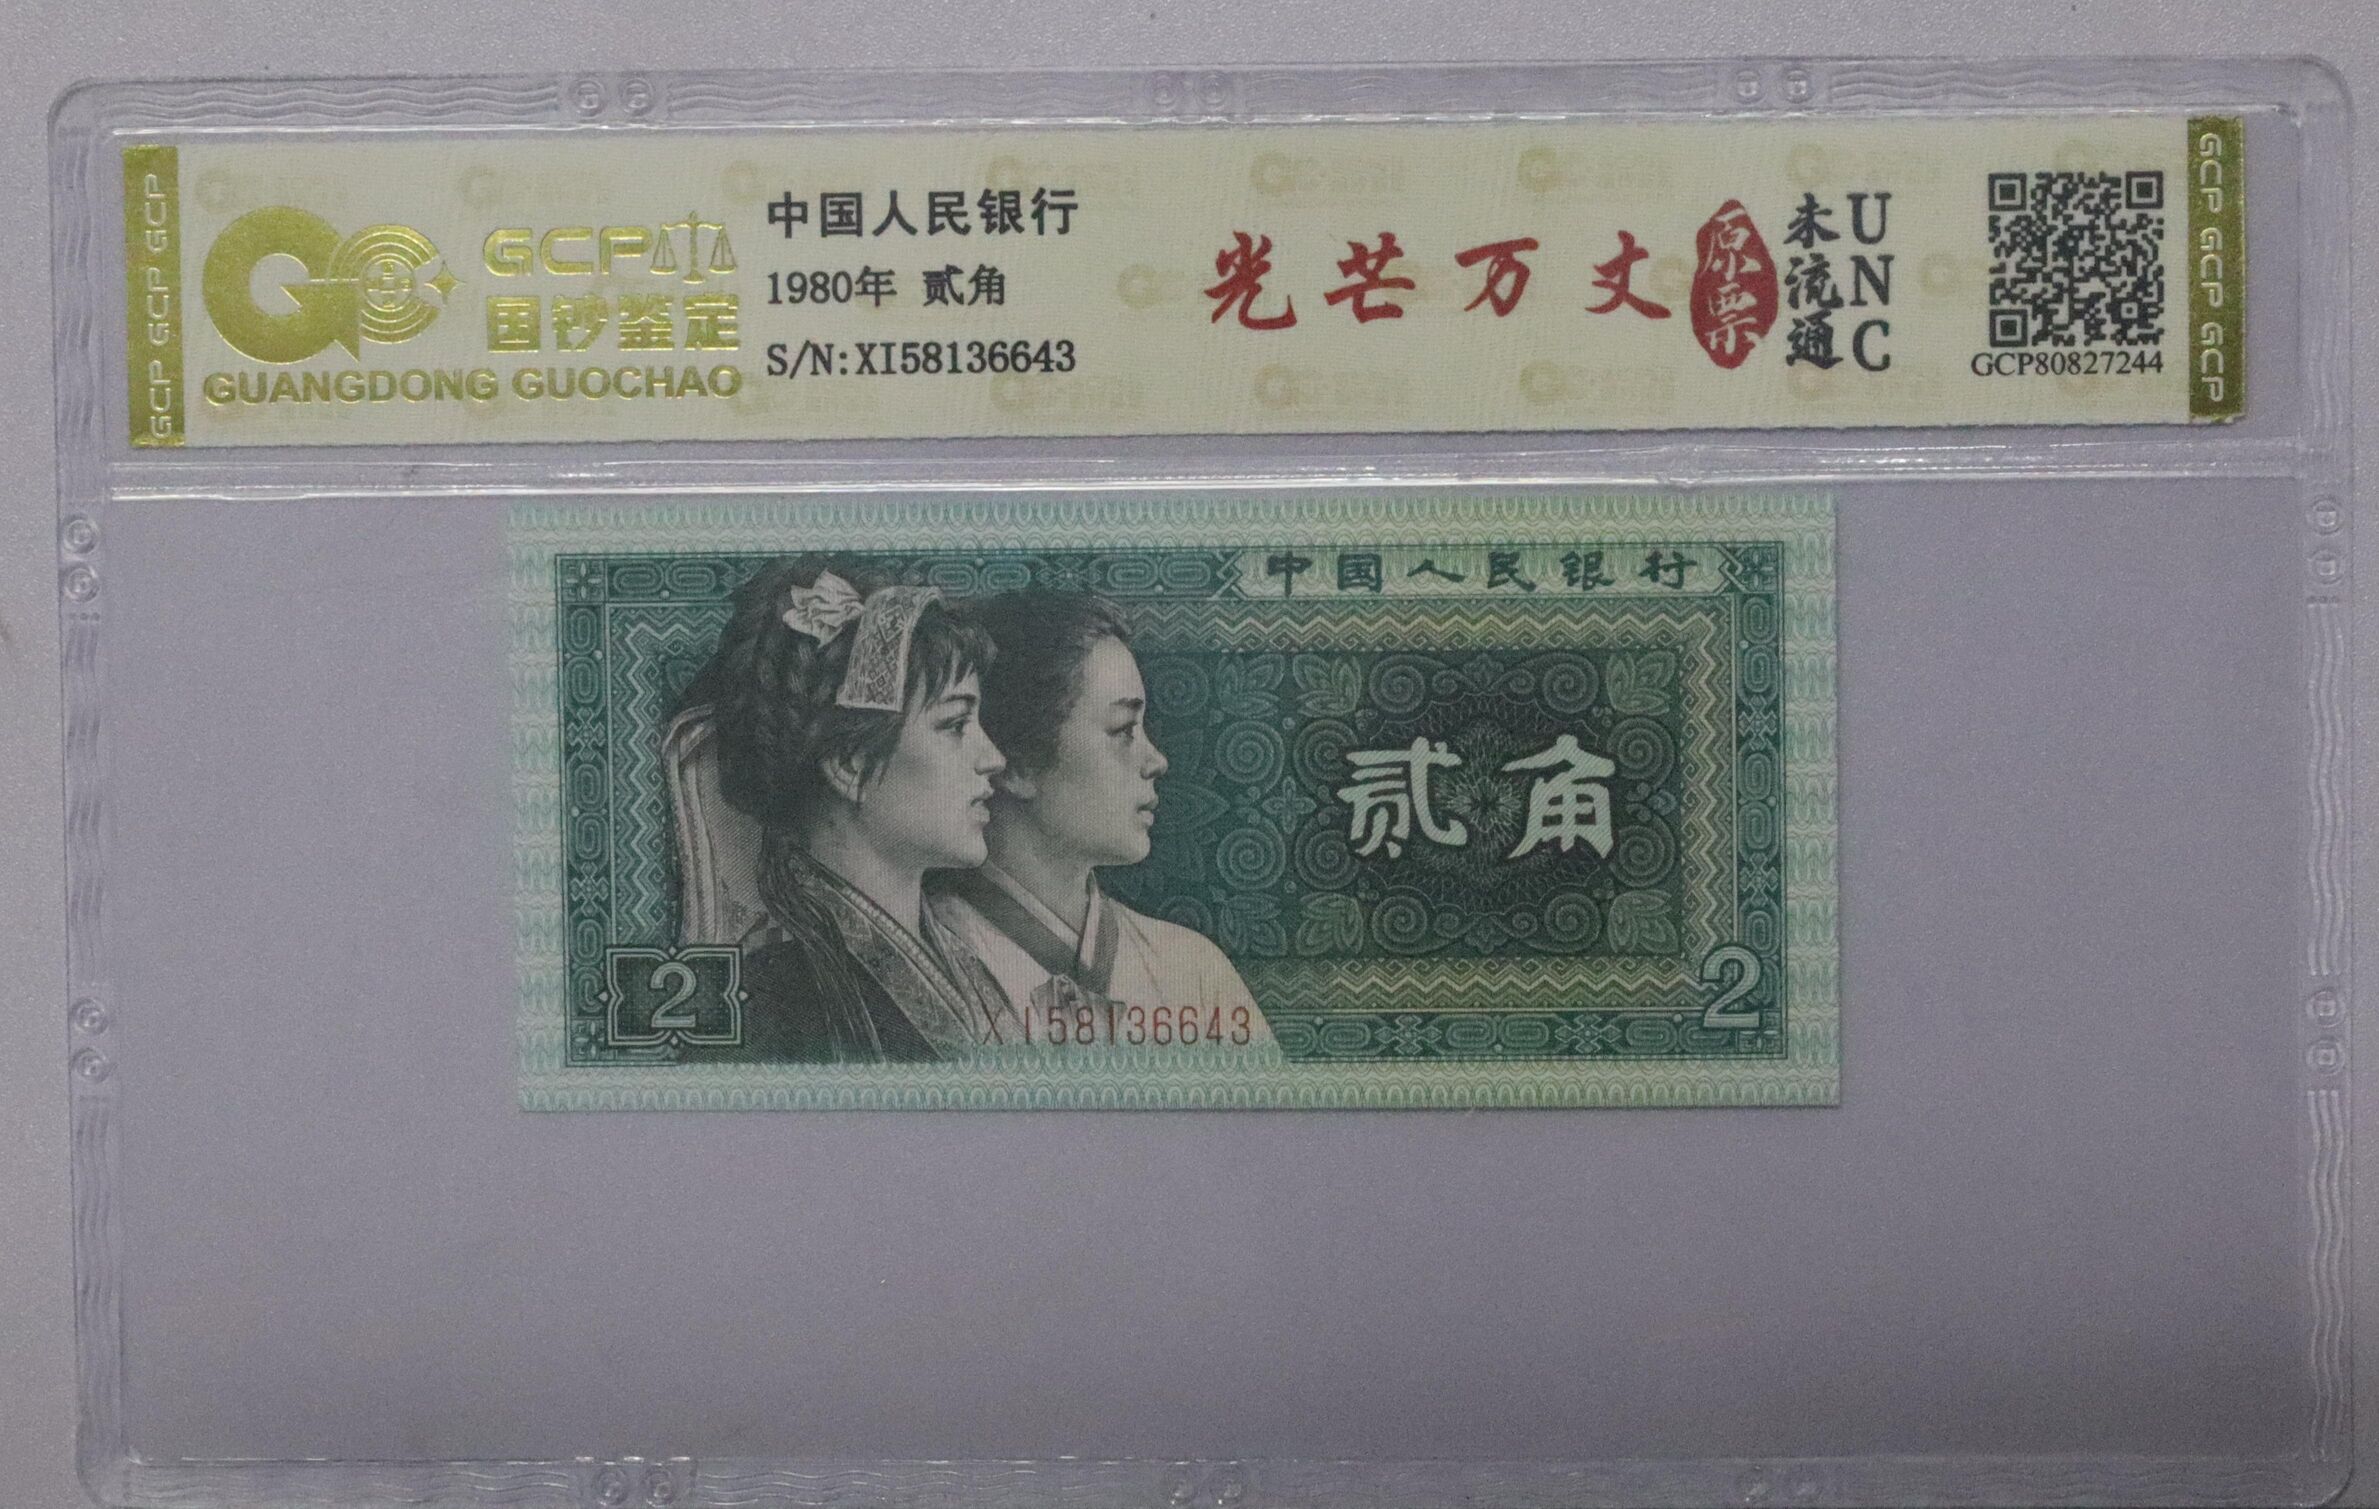 GCP GCP GCP
GCP
国钞鉴定
GUANGDONG GUOCHAO
中国人民银行
1980年 贰角
S/N:XI58136643
光芒万丈
原票
未流通
UNC
GCP80827244
GCP GCP GCP
中国人民银行
贰角
2
XI58136643
2